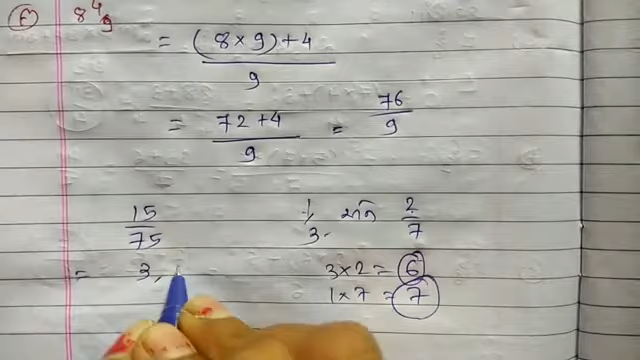 (F) 8 4/9
= (8×9)+4 / 9
= 72+4 / 9 = 76/9
15/75
1/3. 2/7
= 3,
3×2 = 6
1×7 = 7